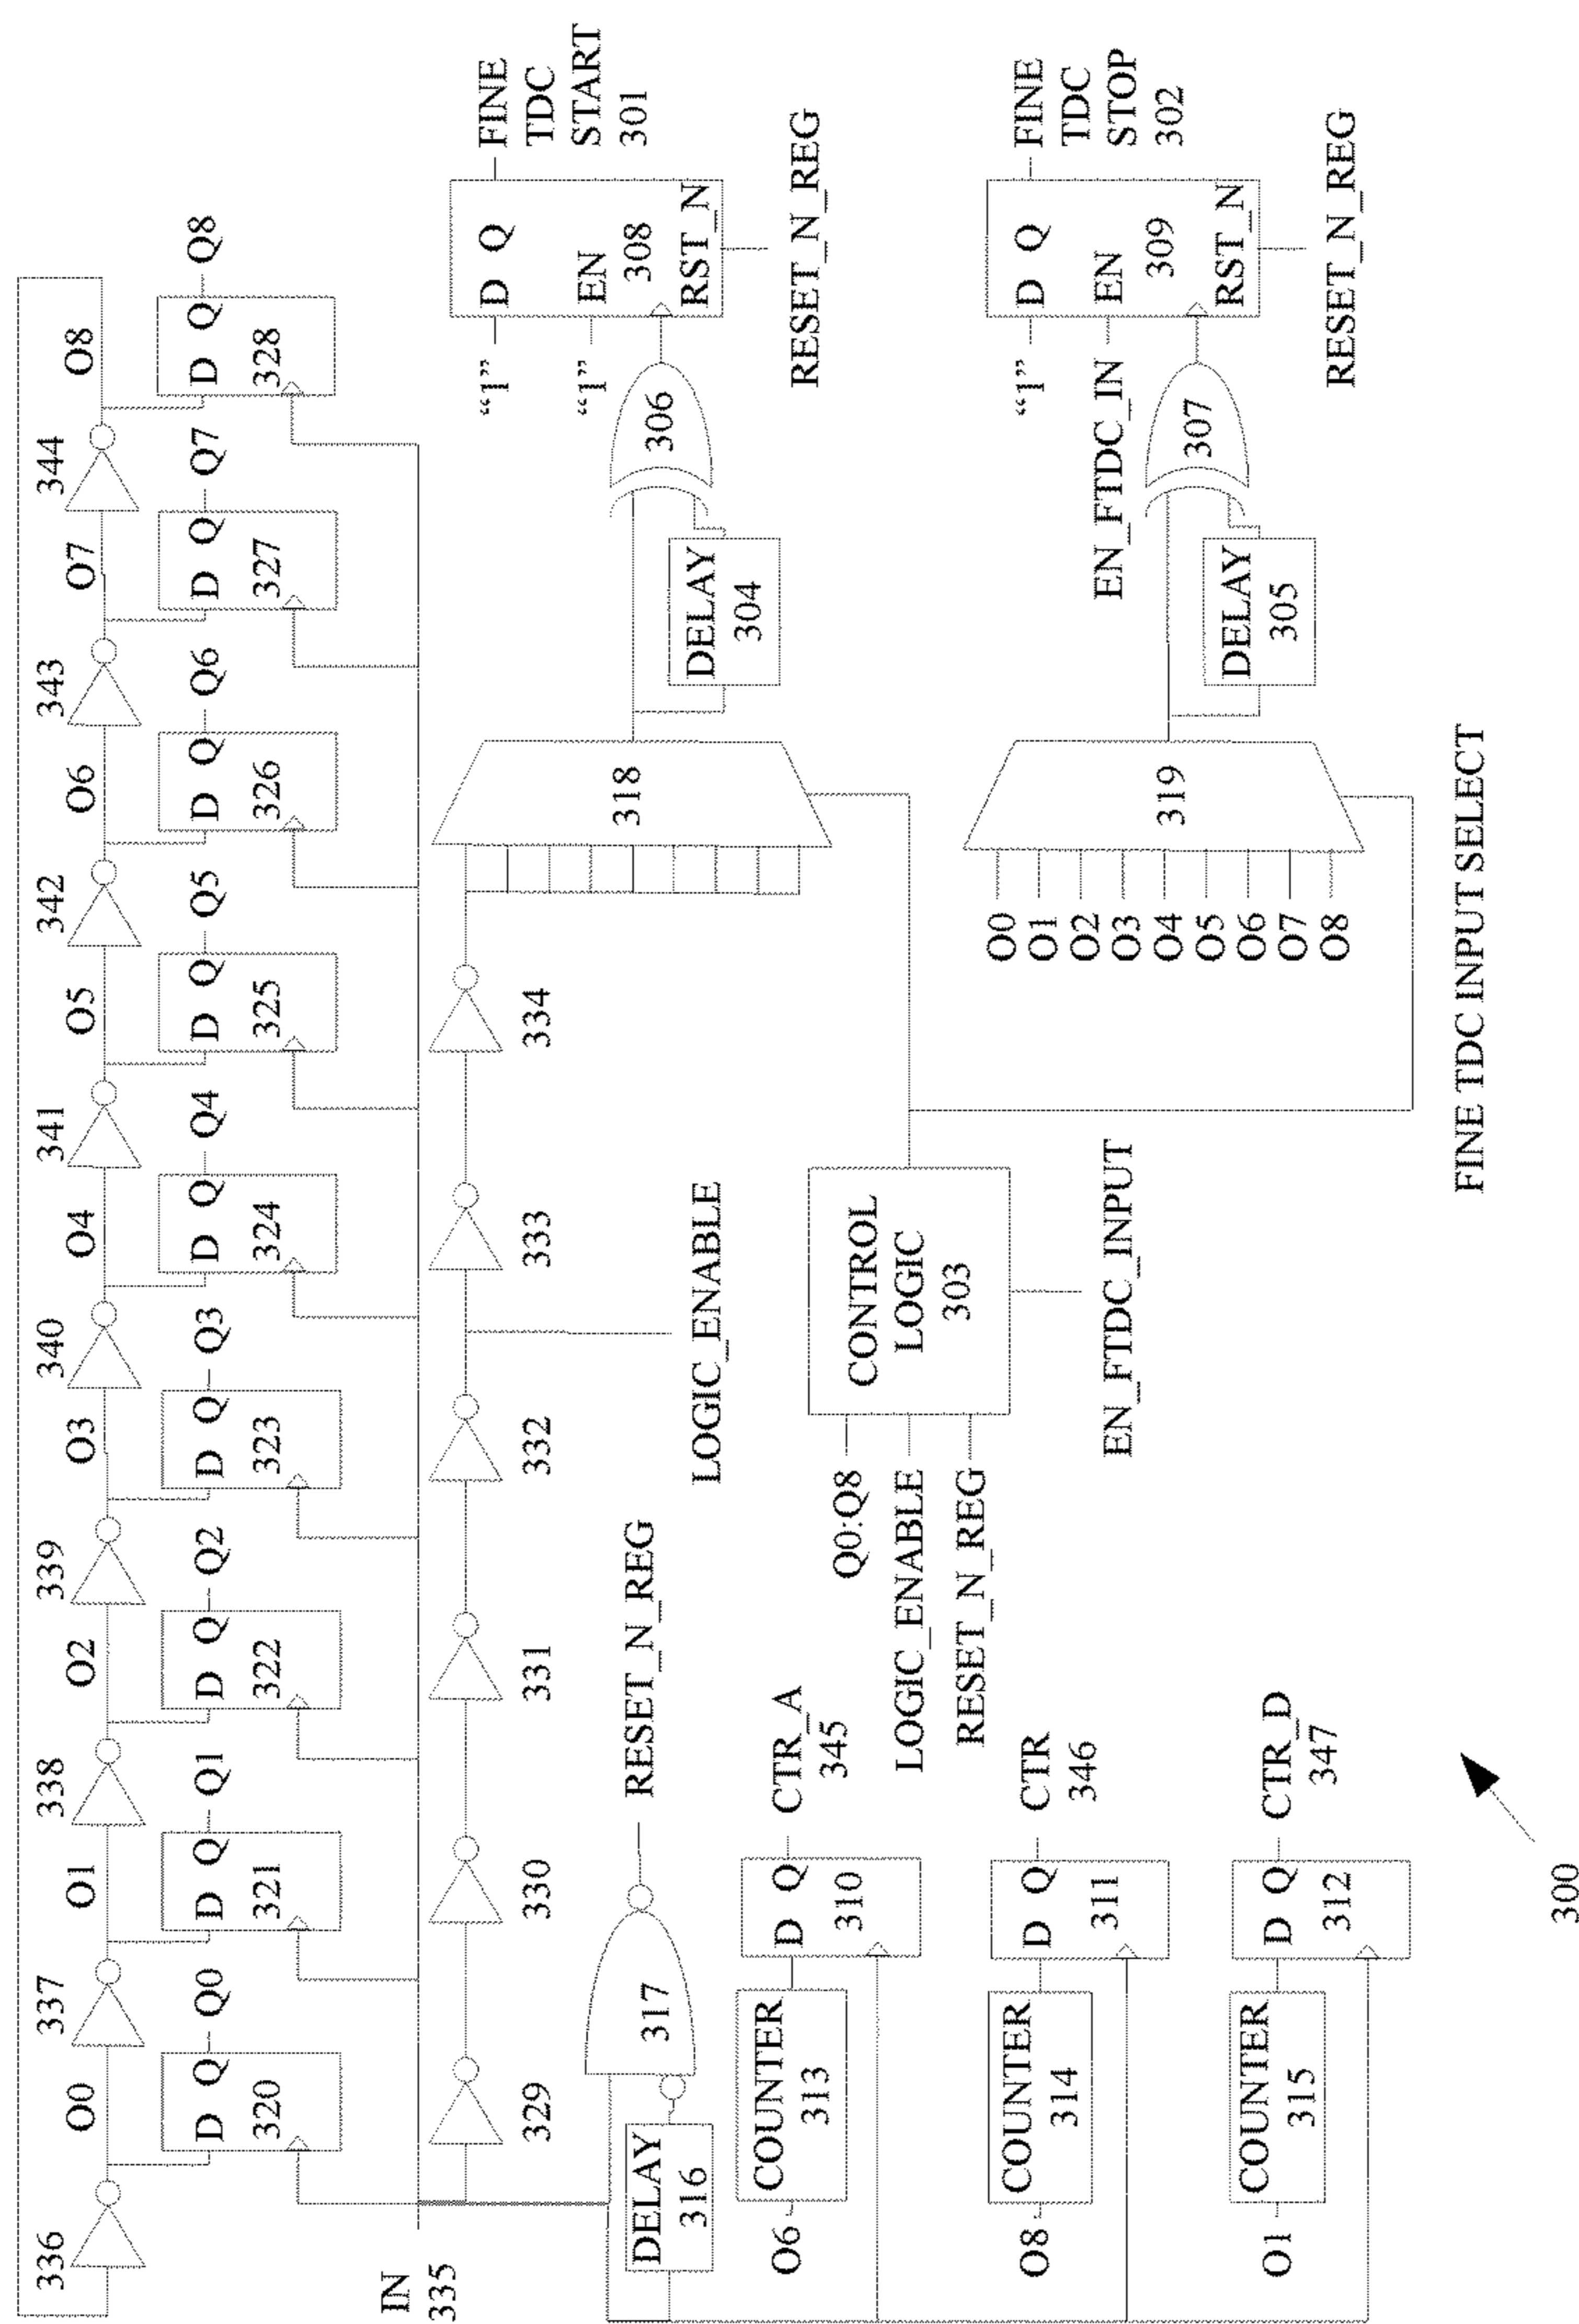 336 337 338 339 340 341 342 343 344
O0 O1 O2 O3 O4 O5 O6 O7 O8
D Q Q0
320
D Q Q1
321
D Q Q2
322
D Q Q3
323
D Q Q4
324
D Q Q5
325
D Q Q6
326
D Q Q7
327
D Q Q8
328
IN
335
329 330 331 332 333 334
LOGIC_ENABLE
DELAY
316
317
RESET_N_REG
O6
COUNTER
313
D Q
310
CTR_A
345
O8
COUNTER
314
D Q
311
CTR
346
O1
COUNTER
315
D Q
312
CTR_D
347
Q0:Q8
LOGIC_ENABLE
RESET_N_REG
CONTROL
LOGIC
303
EN_FTDC_INPUT
318
DELAY
304
306
“1”
“1”
D Q
EN
308
RST_N
FINE
TDC
START
301
RESET_N_REG
O0
O1
O2
O3
O4
O5
O6
O7
O8
319
DELAY
305
307
“1”
EN_FTDC_IN
D Q
EN
309
RST_N
FINE
TDC
STOP
302
RESET_N_REG
FINE TDC INPUT SELECT
300